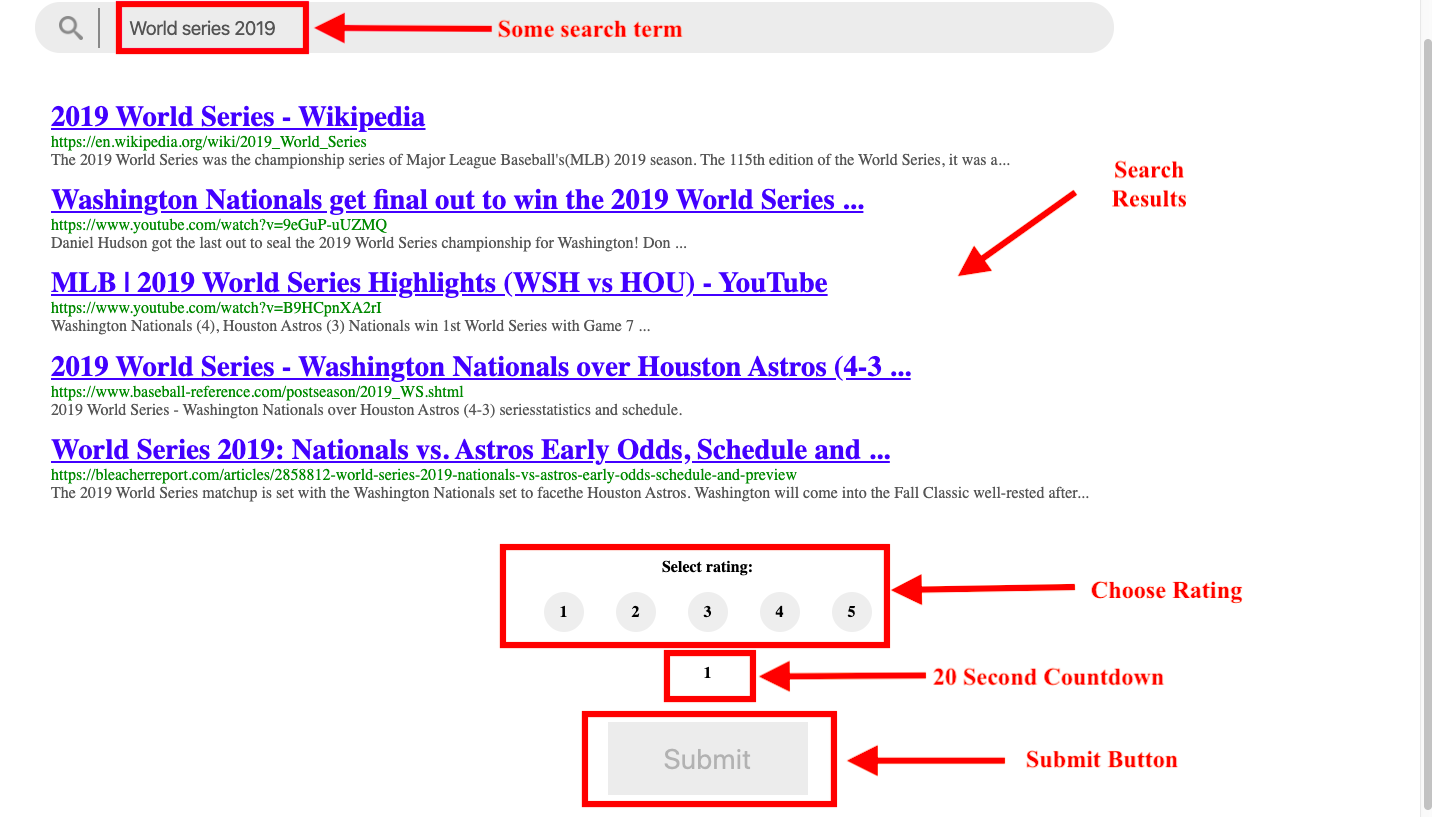 World series 2019
Some search term
2019 World Series - Wikipedia
https://en.wikipedia.org/wiki/2019_World_Series
The 2019 World Series was the championship series of Major League Baseball's(MLB) 2019 season. The 115th edition of the World Series, it was a...
Search
Results
Washington Nationals get final out to win the 2019 World Series ...
https://www.youtube.com/watch?v=9eGuP-uUZMQ
Daniel Hudson got the last out to seal the 2019 World Series championship for Washington! Don ...
MLB | 2019 World Series Highlights (WSH vs HOU) - YouTube
https://www.youtube.com/watch?v=B9HCpnXA2rI
Washington Nationals (4), Houston Astros (3) Nationals win 1st World Series with Game 7 ...
2019 World Series - Washington Nationals over Houston Astros (4-3 ...
https://www.baseball-reference.com/postseason/2019_WS.shtml
2019 World Series - Washington Nationals over Houston Astros (4-3) seriesstatistics and schedule.
World Series 2019: Nationals vs. Astros Early Odds, Schedule and ...
https://bleacherreport.com/articles/2858812-world-series-2019-nationals-vs-astros-early-odds-schedule-and-preview
The 2019 World Series matchup is set with the Washington Nationals set to facethe Houston Astros. Washington will come into the Fall Classic well-rested after...
Select rating:
1 2 3 4 5
Choose Rating
1
20 Second Countdown
Submit
Submit Button